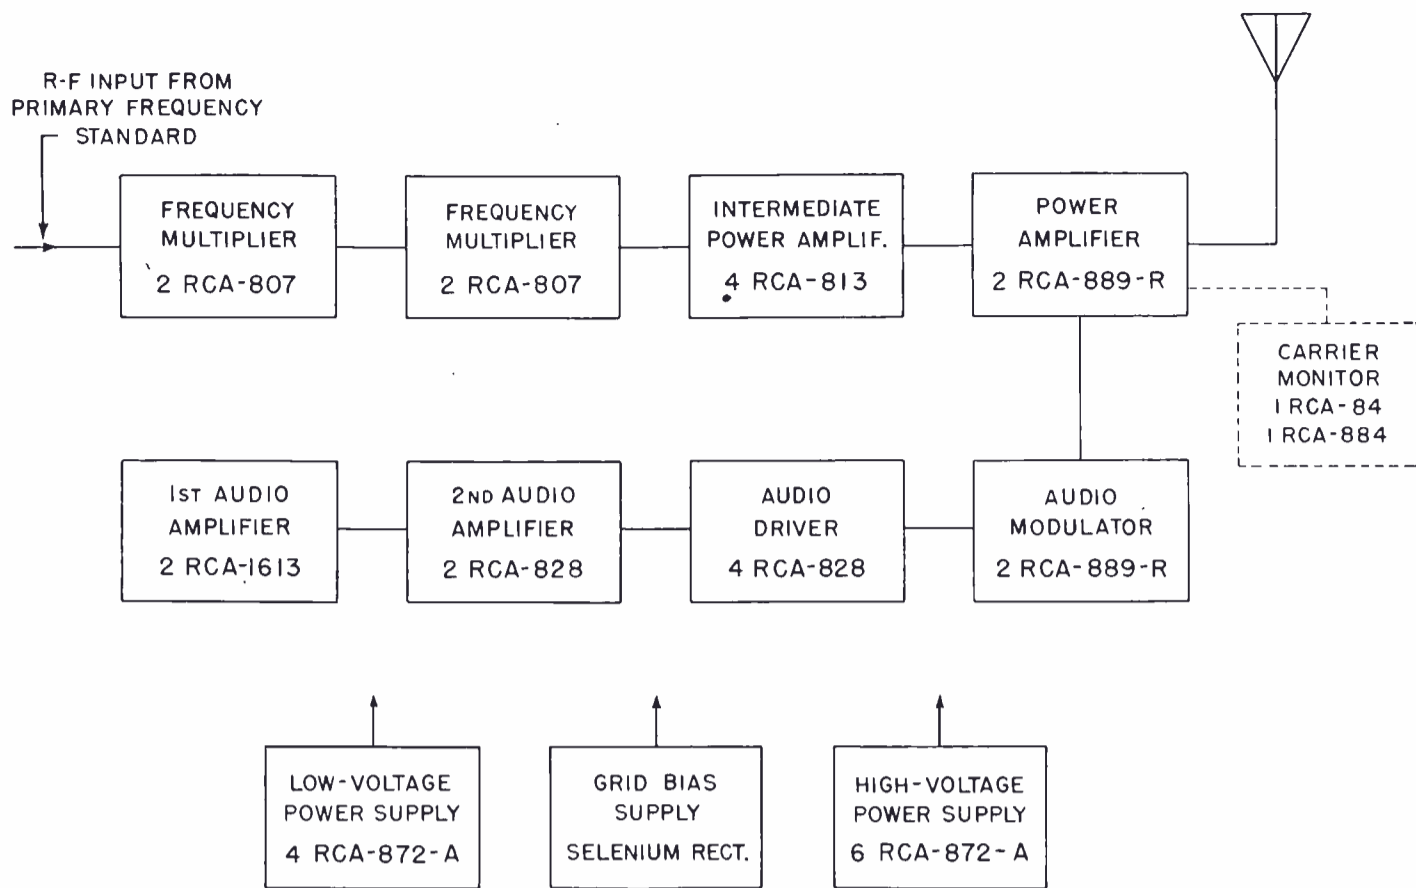 R-F INPUT FROM
PRIMARY FREQUENCY
STANDARD
FREQUENCY
MULTIPLIER
2 RCA-807
FREQUENCY
MULTIPLIER
2 RCA-807
INTERMEDIATE
POWER AMPLIF.
4 RCA-813
POWER
AMPLIFIER
2 RCA-889-R
CARRIER
MONITOR
1 RCA-84
1 RCA-884
1ST AUDIO
AMPLIFIER
2 RCA-1613
2ND AUDIO
AMPLIFIER
2 RCA-828
AUDIO
DRIVER
4 RCA-828
AUDIO
MODULATOR
2 RCA-889-R
LOW-VOLTAGE
POWER SUPPLY
4 RCA-872-A
GRID BIAS
SUPPLY
SELENIUM RECT.
HIGH-VOLTAGE
POWER SUPPLY
6 RCA-872-A